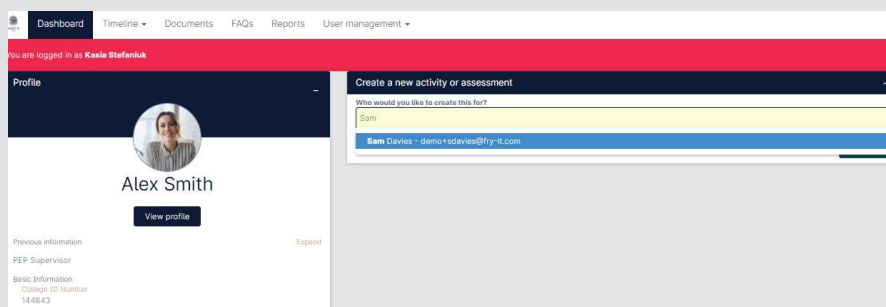 Dashboard Timeline Documents FAQs Reports User management
You are logged in as Kasia Stefaniuk
Profile
Alex Smith
View profile
Previous information Expand
PEP Supervisor
Basic Information
College ID Number
144643
Create a new activity or assessment
Who would you like to create this for?
Sam
Sam Davies - demo+sdavies@fry-it.com